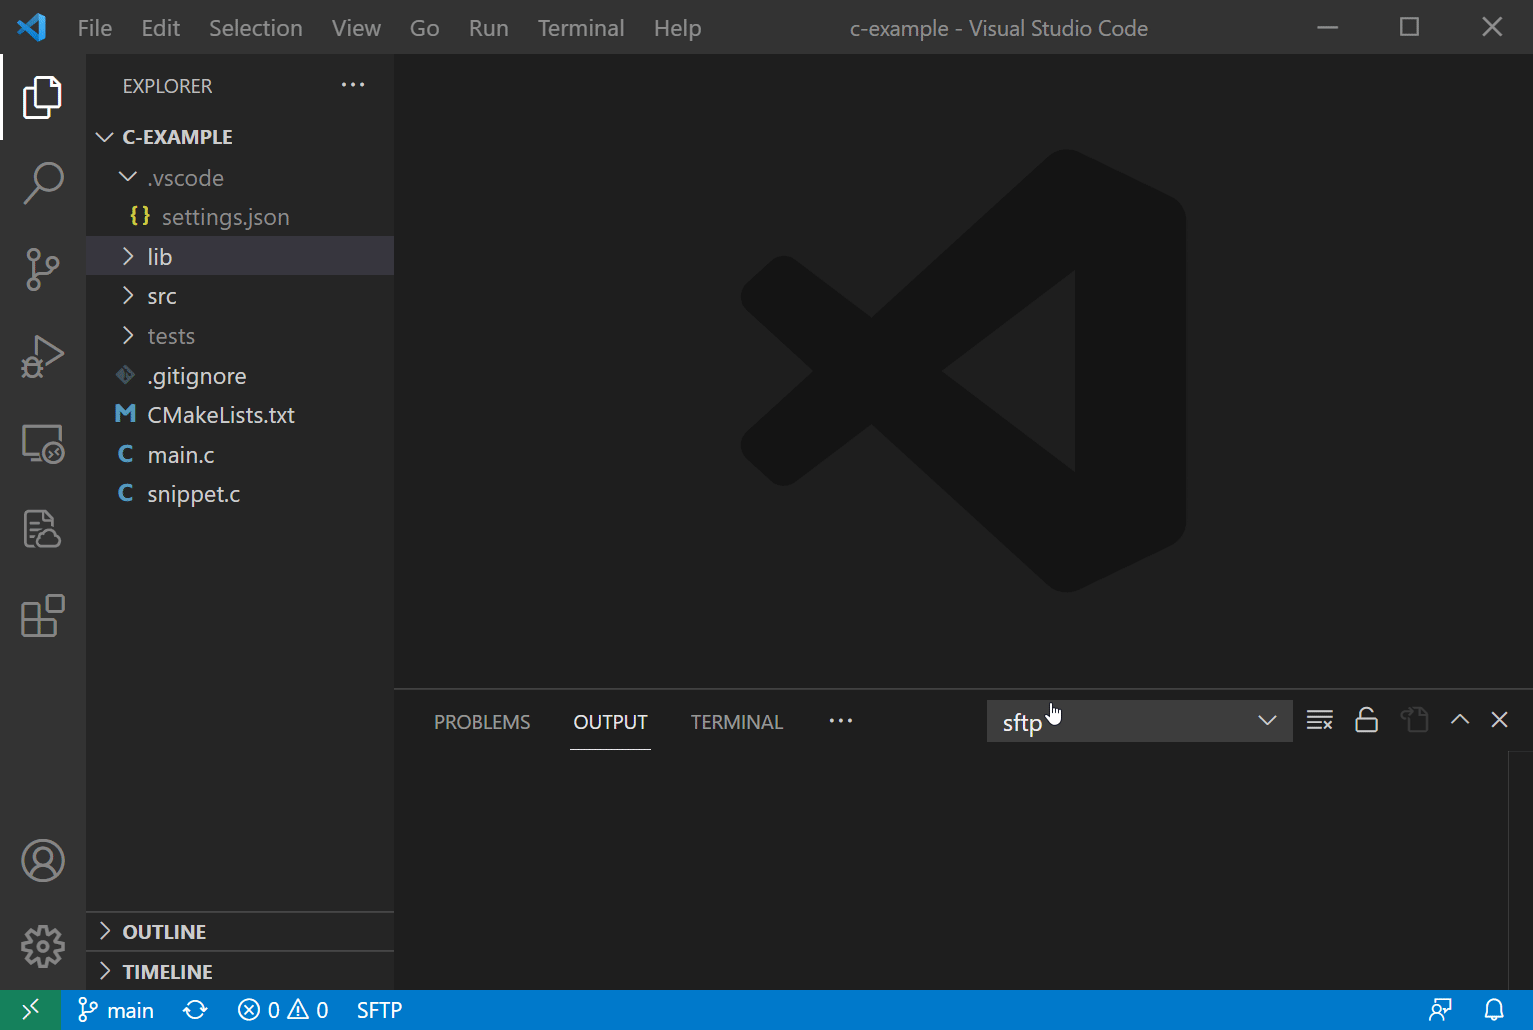 File Edit Selection View Go Run Terminal Help c-example - Visual Studio Code
EXPLORER
C-EXAMPLE
.vscode
{} settings.json
lib
src
tests
.gitignore
M CMakeLists.txt
C main.c
C snippet.c
OUTLINE
TIMELINE
PROBLEMS OUTPUT TERMINAL sftp
main 0 0 SFTP